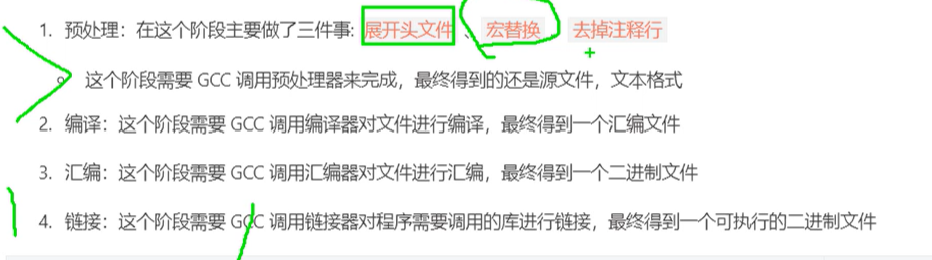 1. 预处理：在这个阶段主要做了三件事: 展开头文件 、 宏替换 、 去掉注释行
这个阶段需要 GCC 调用预处理器来完成，最终得到的还是源文件，文本格式
2. 编译：这个阶段需要 GCC 调用编译器对文件进行编译，最终得到一个汇编文件
3. 汇编：这个阶段需要 GCC 调用汇编器对文件进行汇编，最终得到一个二进制文件
4. 链接：这个阶段需要 GCC 调用链接器对程序需要调用的库进行链接，最终得到一个可执行的二进制文件